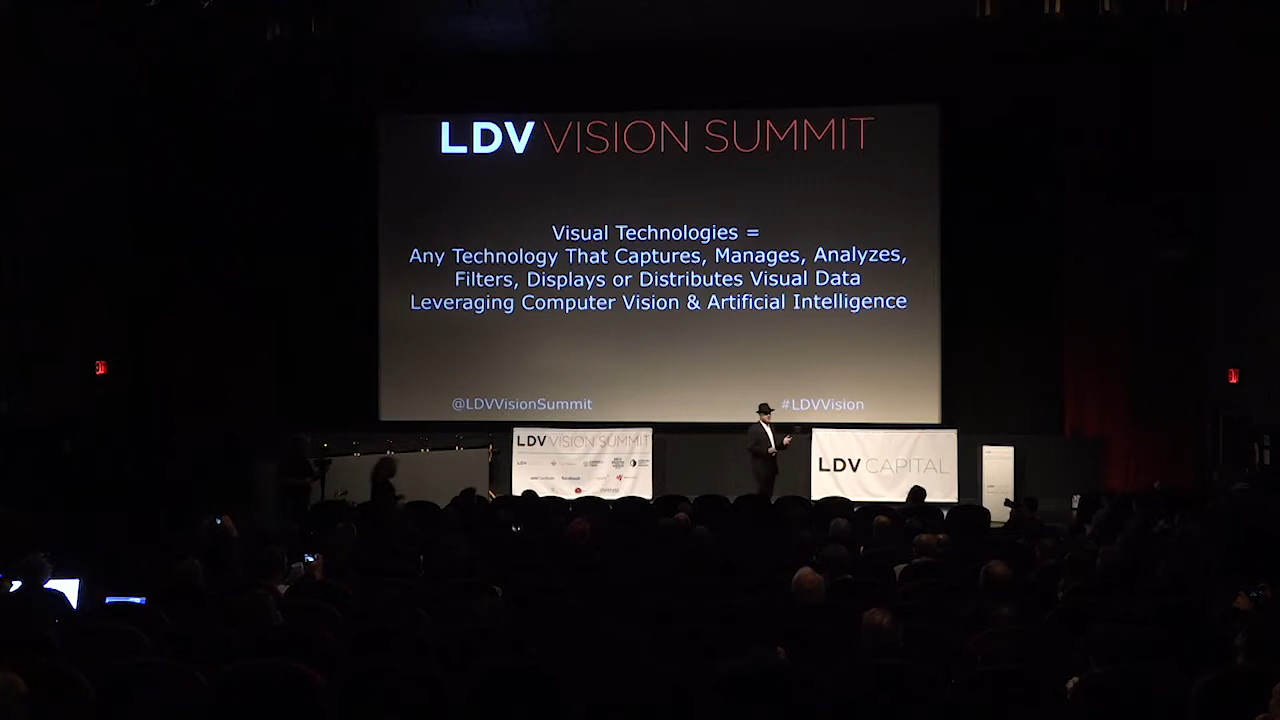 LDV VISION SUMMIT
Visual Technologies =
Any Technology That Captures, Manages, Analyzes,
Filters, Displays or Distributes Visual Data
Leveraging Computer Vision & Artificial Intelligence
@LDVVisionSummit
#LDVVision
LDV VISION SUMMIT
LDV CAPITAL